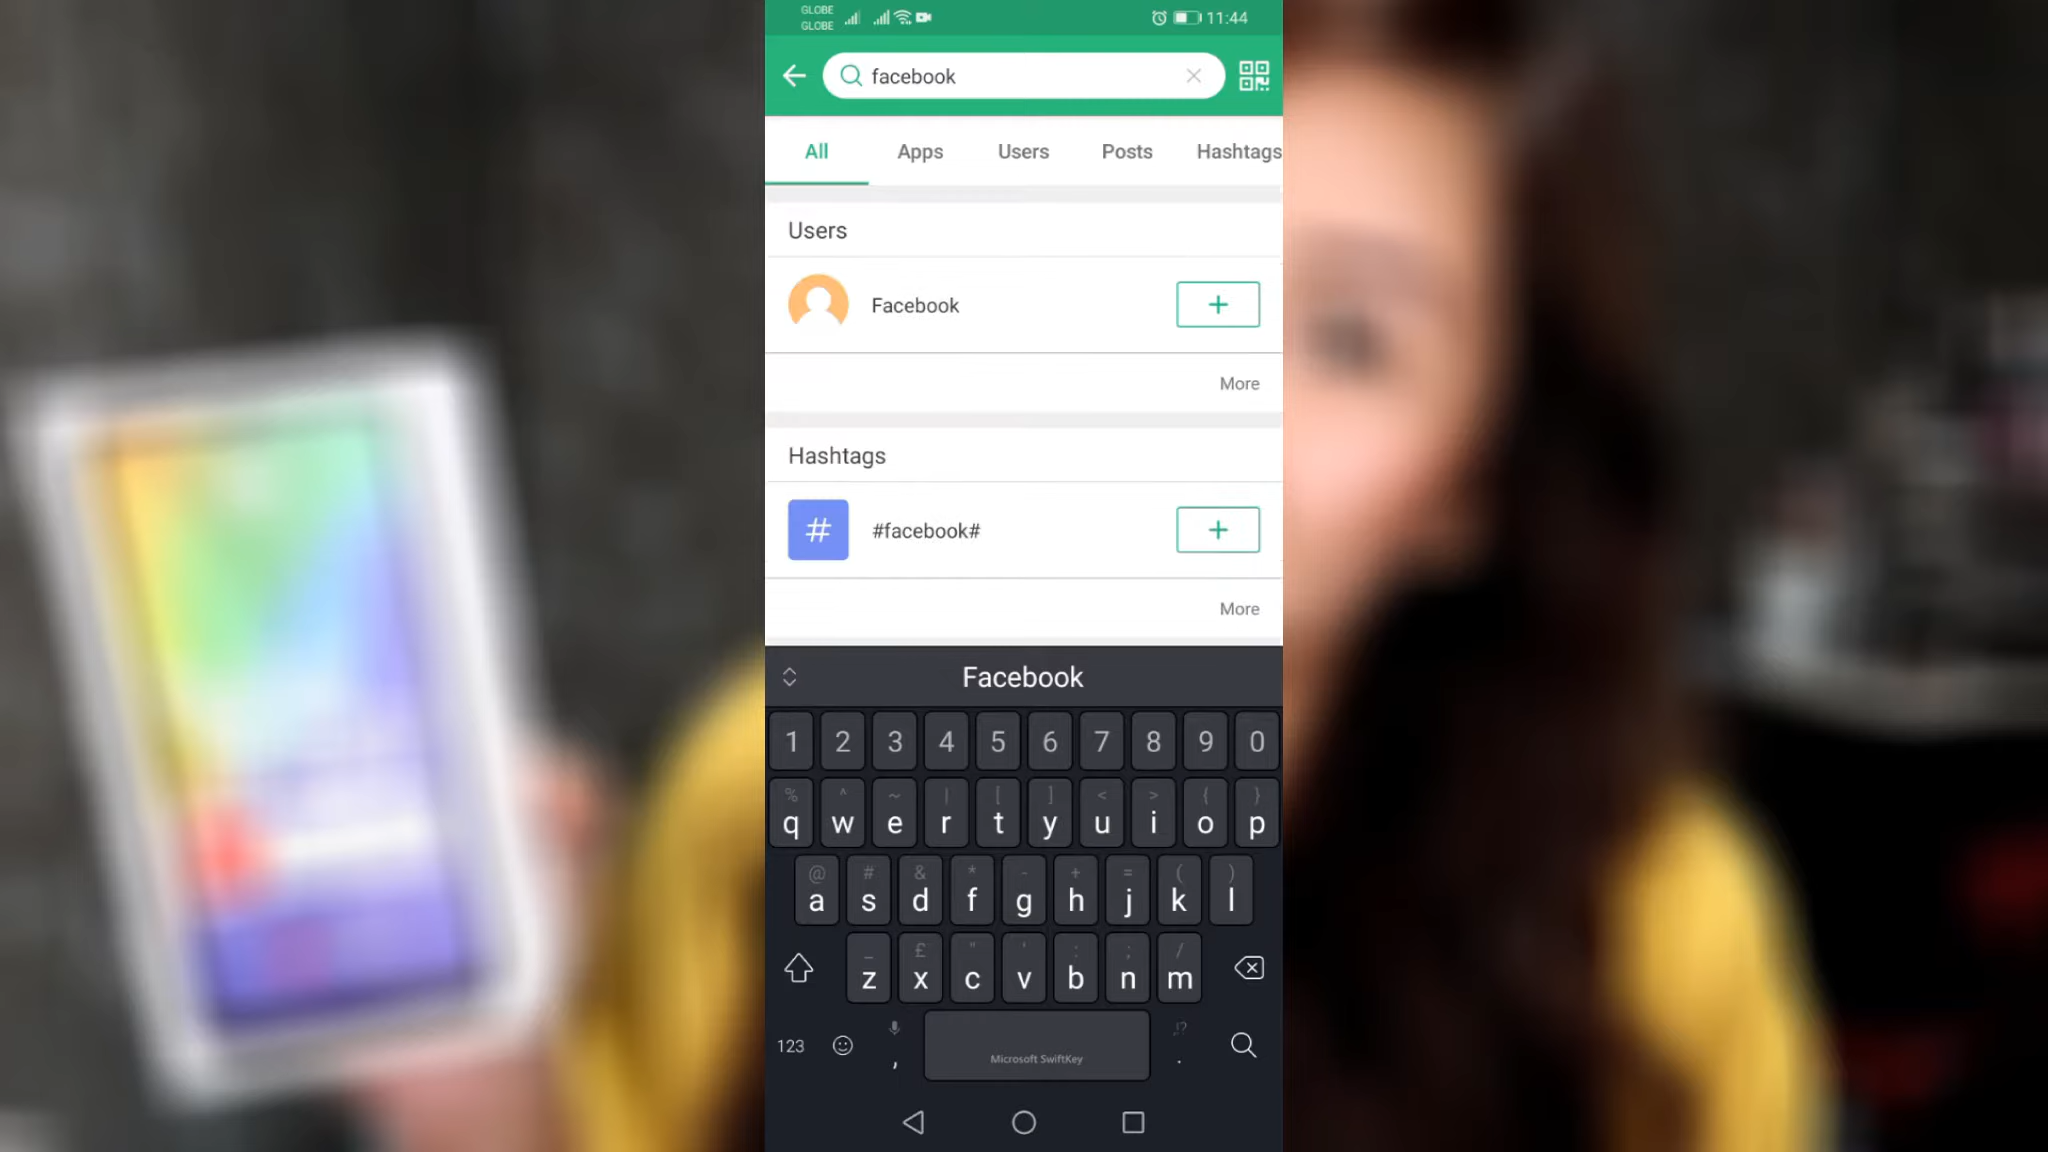 GLOBE
GLOBE
11:44
facebook
All Apps Users Posts Hashtags
Users
Facebook +
More
Hashtags
# #facebook# +
More
Facebook
1 2 3 4 5 6 7 8 9 0
% ^ ~ | [ ] < > { }
q w e r t y u i o p
@ # & * - + = ( )
a s d f g h j k l
_ £ " ' : ; /
z x c v b n m
123 , Microsoft SwiftKey !? .